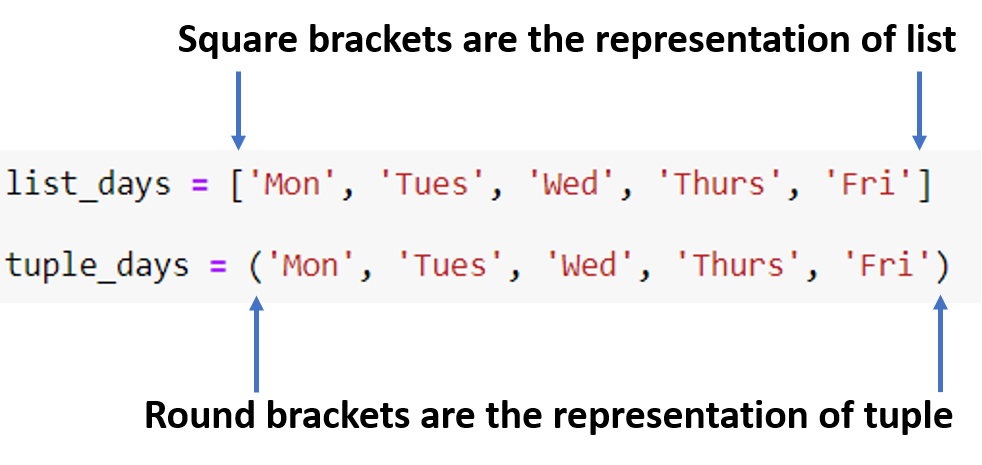 Square brackets are the representation of list
list_days = ['Mon', 'Tues', 'Wed', 'Thurs', 'Fri']
tuple_days = ('Mon', 'Tues', 'Wed', 'Thurs', 'Fri')
Round brackets are the representation of tuple